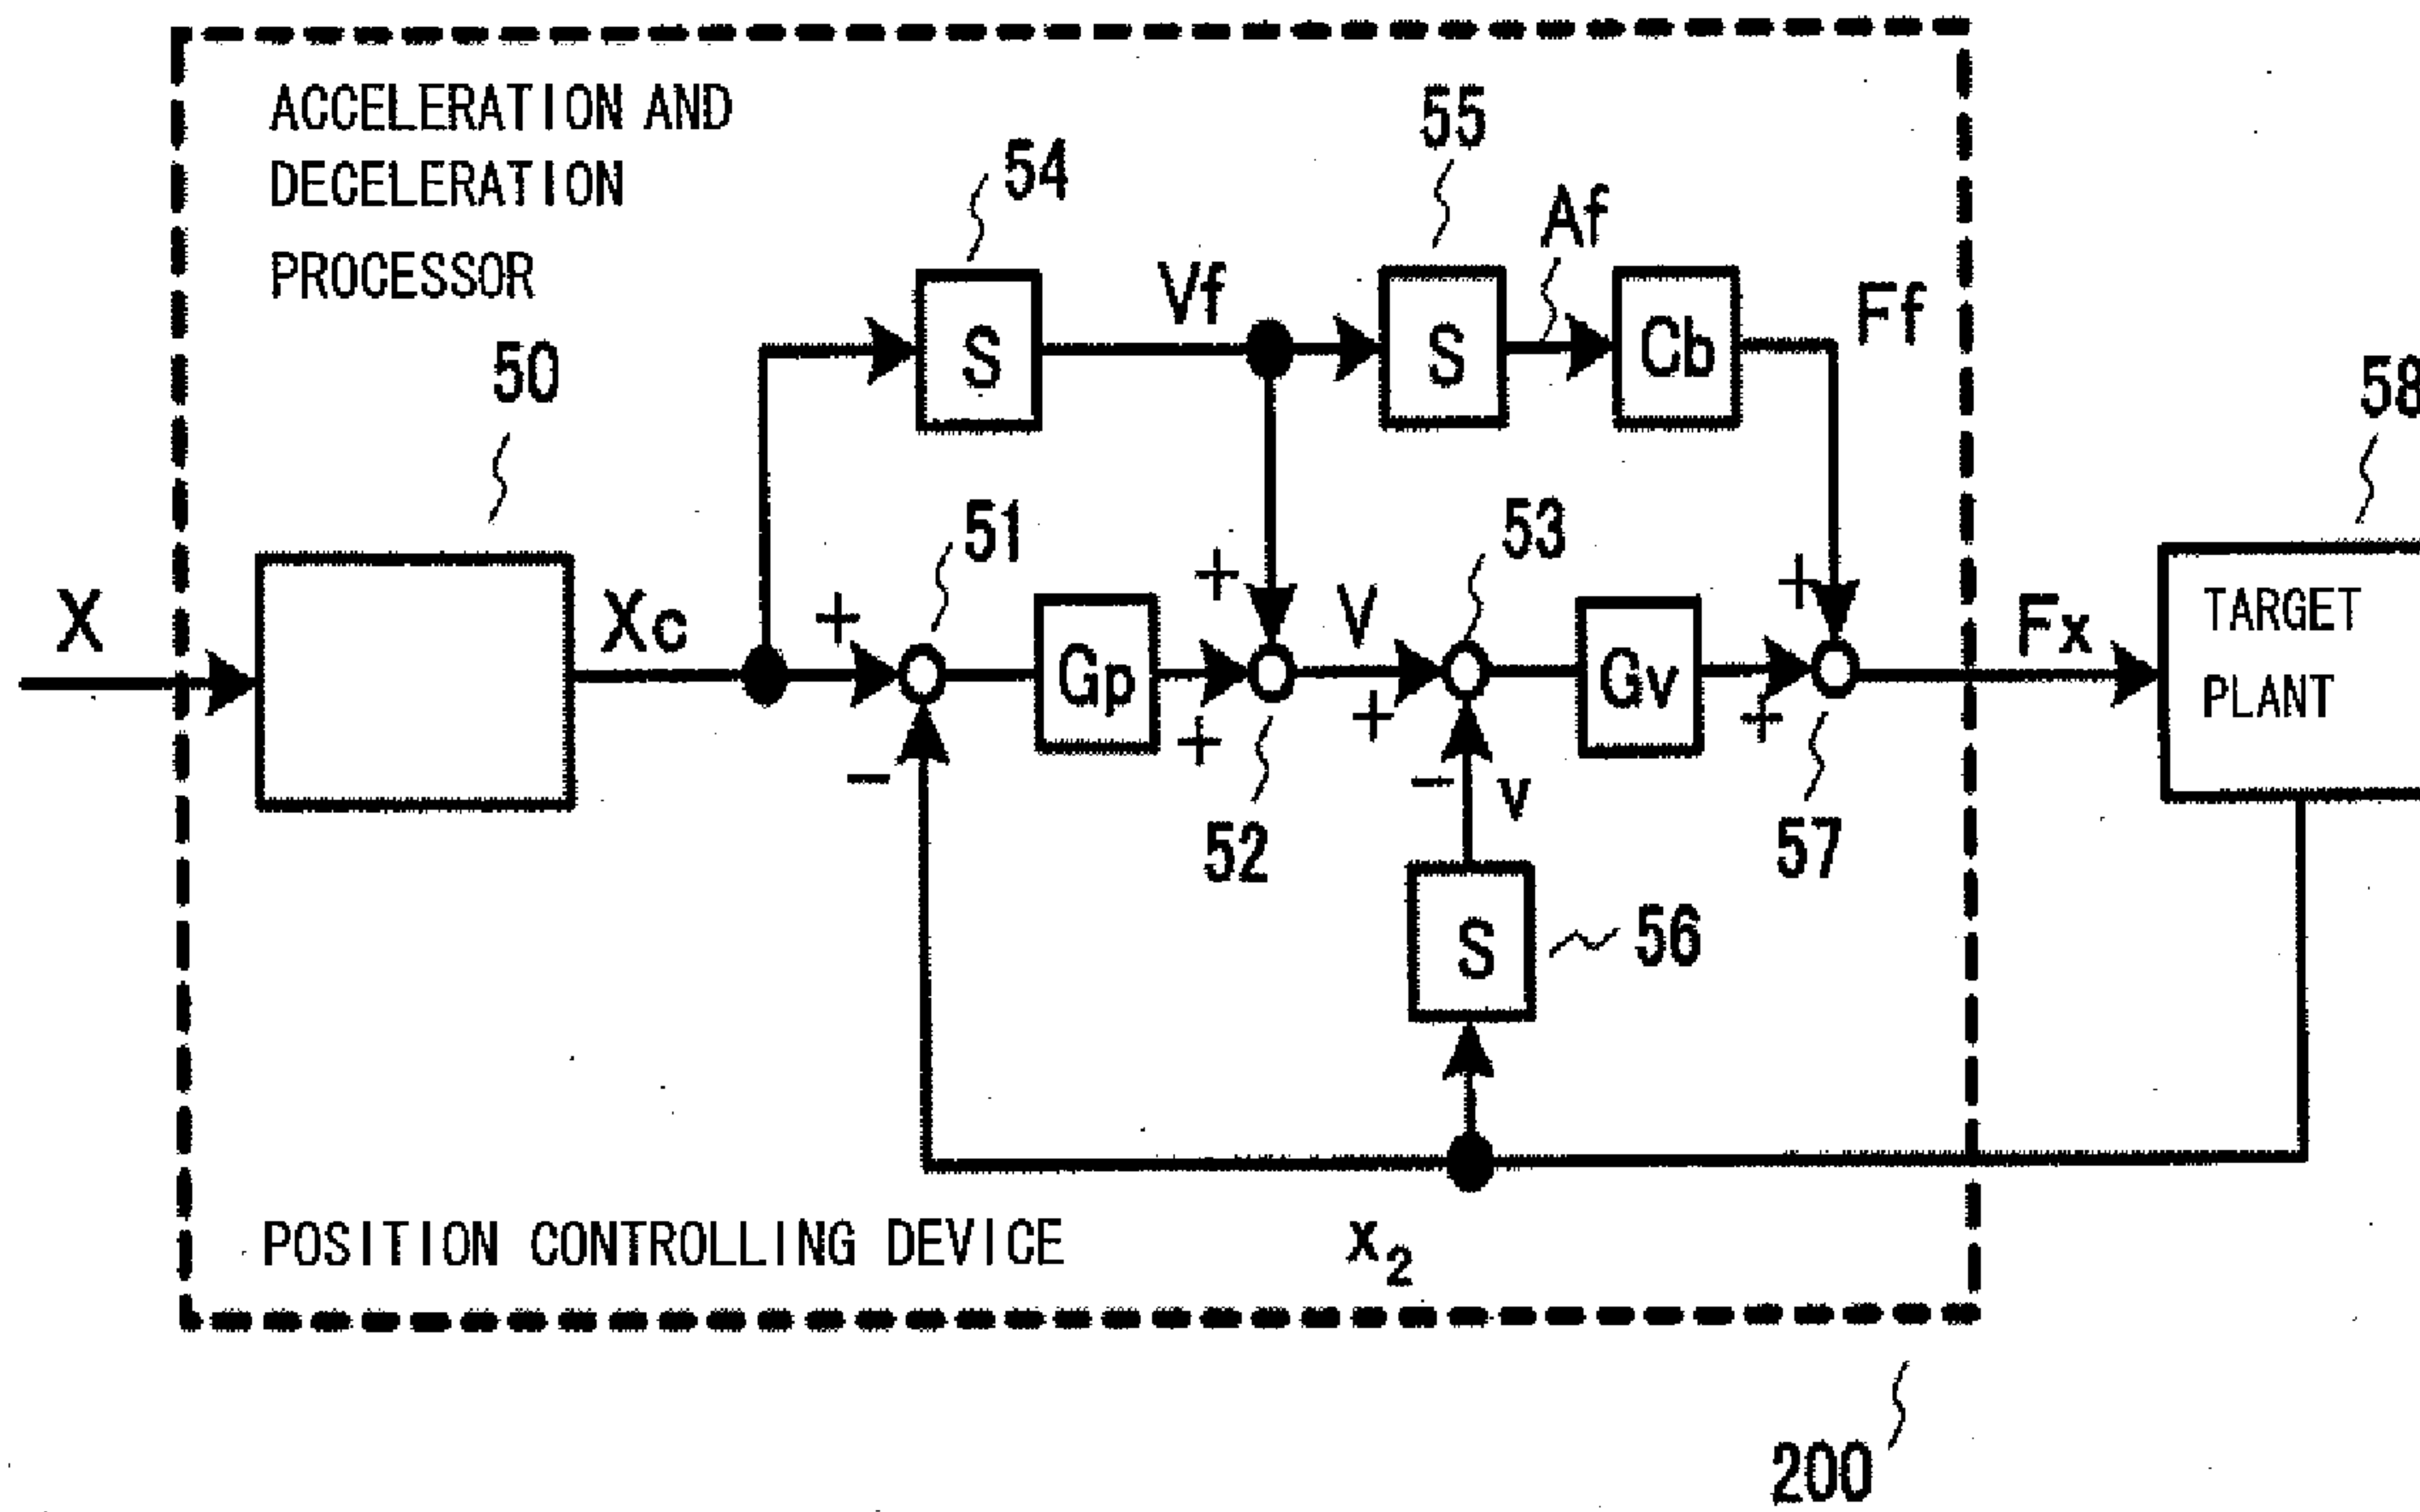 ACCELERATION AND
DECELERATION
PROCESSOR
54
55
Af
Vf
Ff
S
S
Cb
50
58
51
53
X
Xc
+
+
V
+
Fx
TARGET
PLANT
Gp
Gv
+
+
+
-
-
v
52
57
S
56
POSITION CONTROLLING DEVICE
x2
200